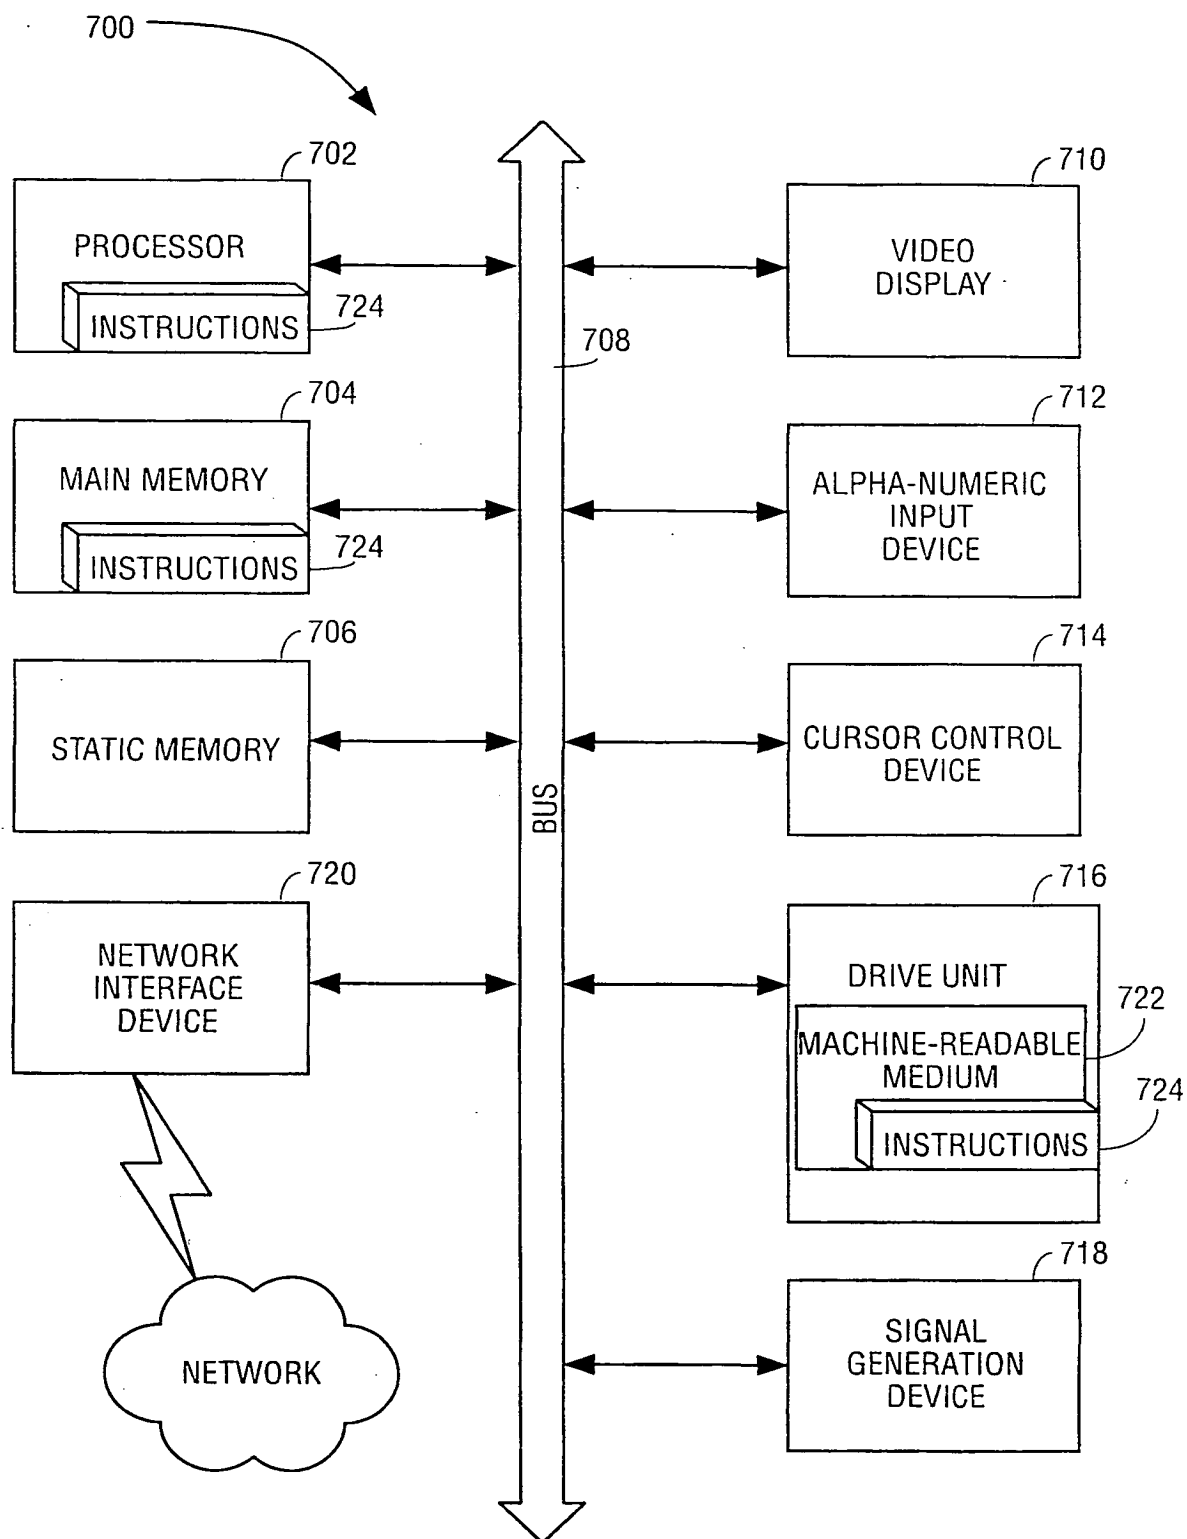 700
702
PROCESSOR
724
INSTRUCTIONS
704
MAIN MEMORY
724
INSTRUCTIONS
706
STATIC MEMORY
720
NETWORK
INTERFACE
DEVICE
NETWORK
708
BUS
710
VIDEO
DISPLAY
712
ALPHA-NUMERIC
INPUT
DEVICE
714
CURSOR CONTROL
DEVICE
716
DRIVE UNIT
722
MACHINE-READABLE
MEDIUM
724
INSTRUCTIONS
718
SIGNAL
GENERATION
DEVICE